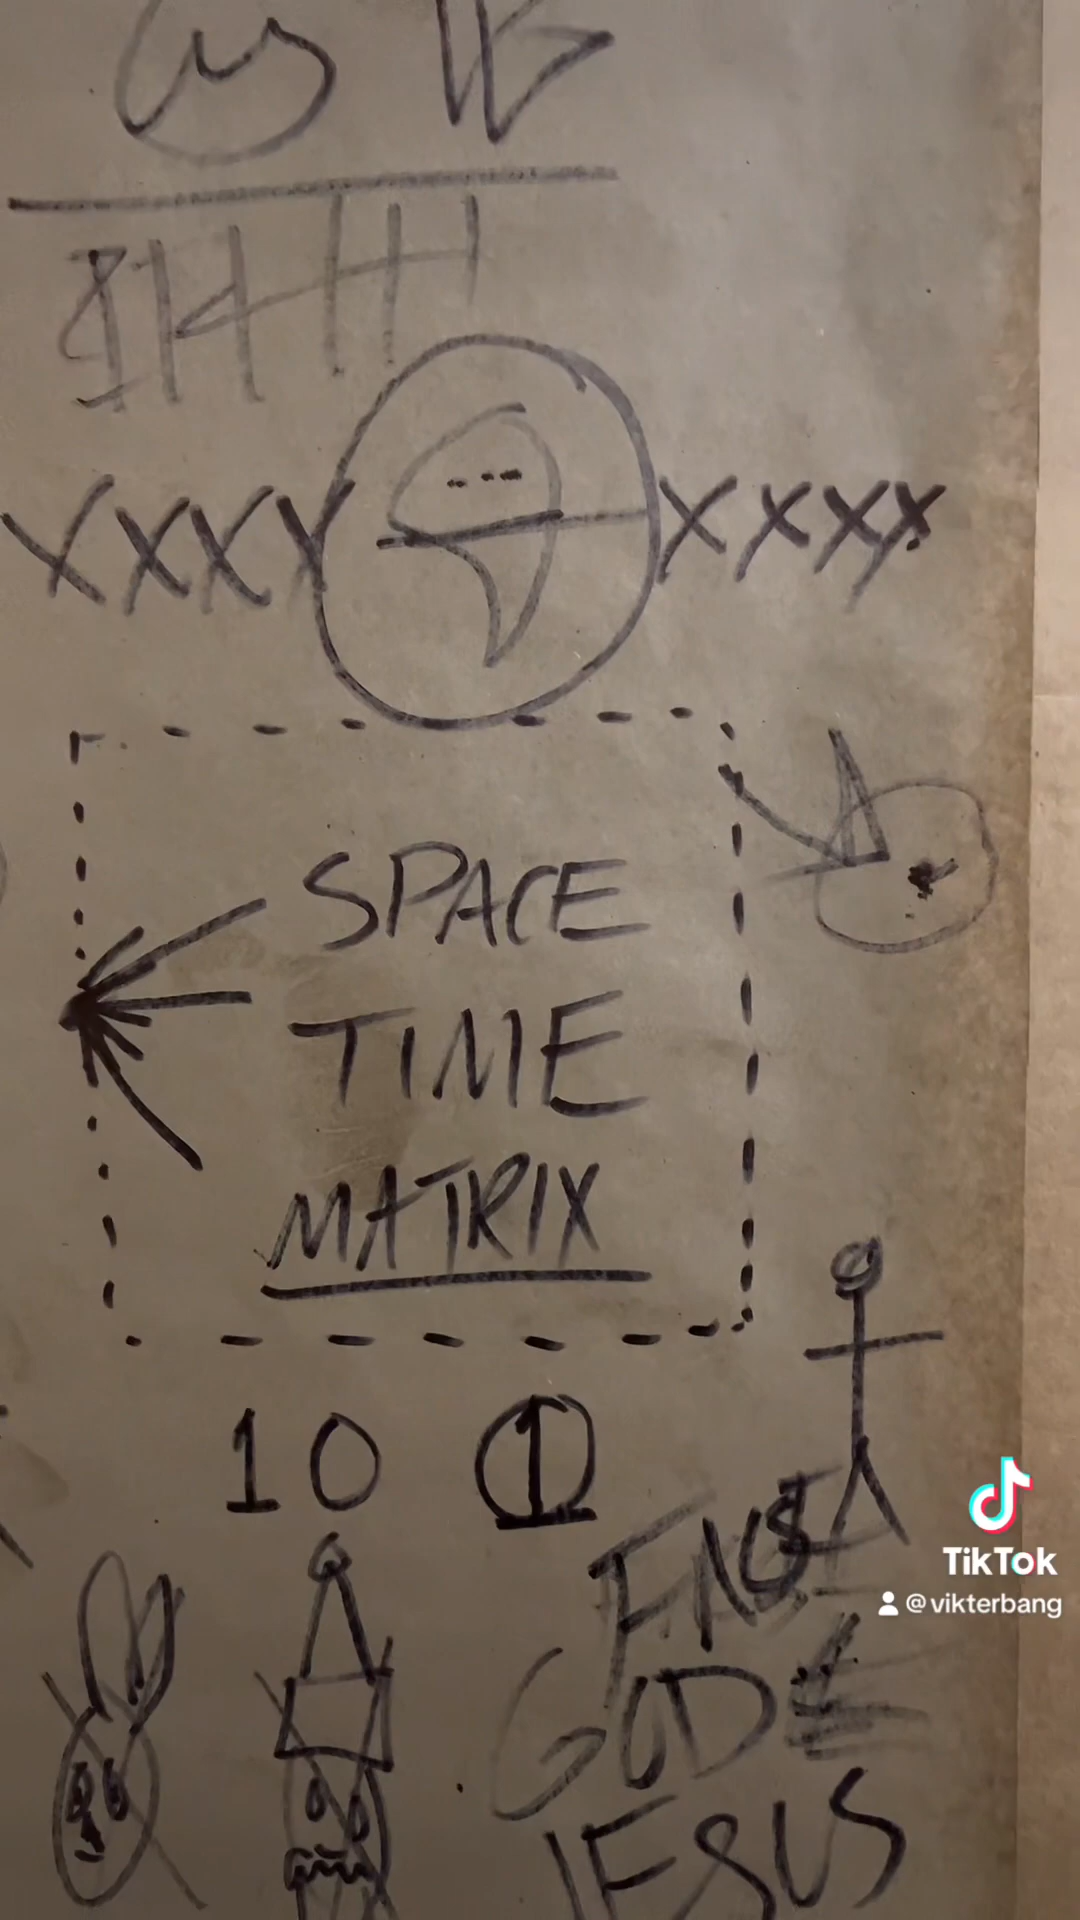 XXXX XXXX
SPACE
TIME
MATRIX
10 1
GOD
JESUS
TikTok
@vikterbang